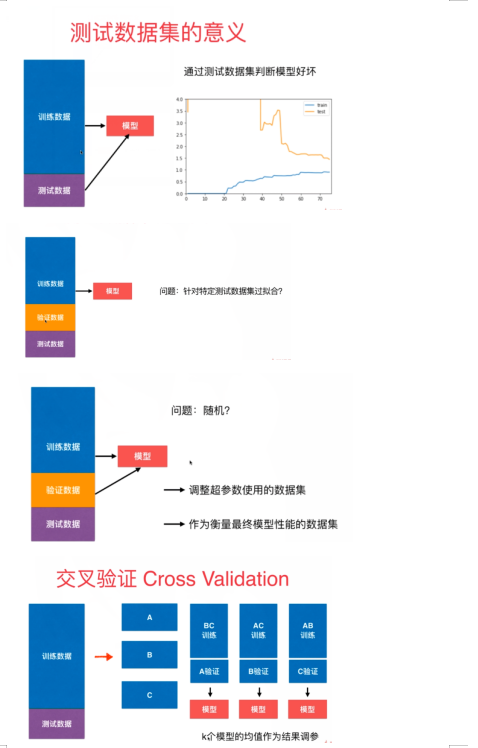 测试数据集的意义
通过测试数据集判断模型好坏
训练数据
模型
测试数据
train
test
4.0
3.5
3.0
2.5
2.0
1.5
1.0
0.5
0.0
0 10 20 30 40 50 60 70
训练数据
模型
问题：针对特定测试数据集过拟合？
验证数据
测试数据
问题：随机？
训练数据
模型
验证数据
调整超参数使用的数据集
测试数据
作为衡量最终模型性能的数据集
交叉验证 Cross Validation
训练数据
测试数据
A
B
C
BC
训练
AC
训练
AB
训练
A验证
B验证
C验证
模型
模型
模型
k个模型的均值作为结果调参